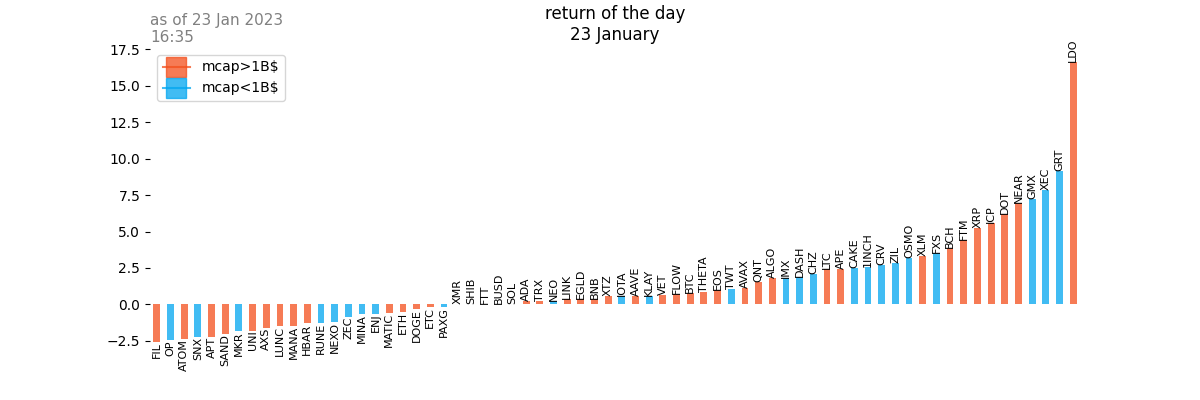 as of 23 Jan 2023
16:35
return of the day
23 January
mcap>1B$
mcap<1B$
17.5
15.0
12.5
10.0
7.5
5.0
2.5
0.0
−2.5
FIL
OP
ATOM
SNX
APT
SAND
MKR
UNI
AXS
LUNC
MANA
HBAR
RUNE
NEXO
ZEC
MINA
ENJ
MATIC
ETH
DOGE
ETC
PAXG
XMR
SHIB
FTT
BUSD
SOL
ADA
TRX
NEO
LINK
EGLD
BNB
XTZ
IOTA
AAVE
KLAY
VET
FLOW
BTC
THETA
EOS
TWT
AVAX
QNT
ALGO
IMX
DASH
CHZ
LTC
APE
CAKE
1INCH
CRV
ZIL
OSMO
XLM
FXS
BCH
FTM
XRP
ICP
DOT
NEAR
GMX
XEC
GRT
LDO